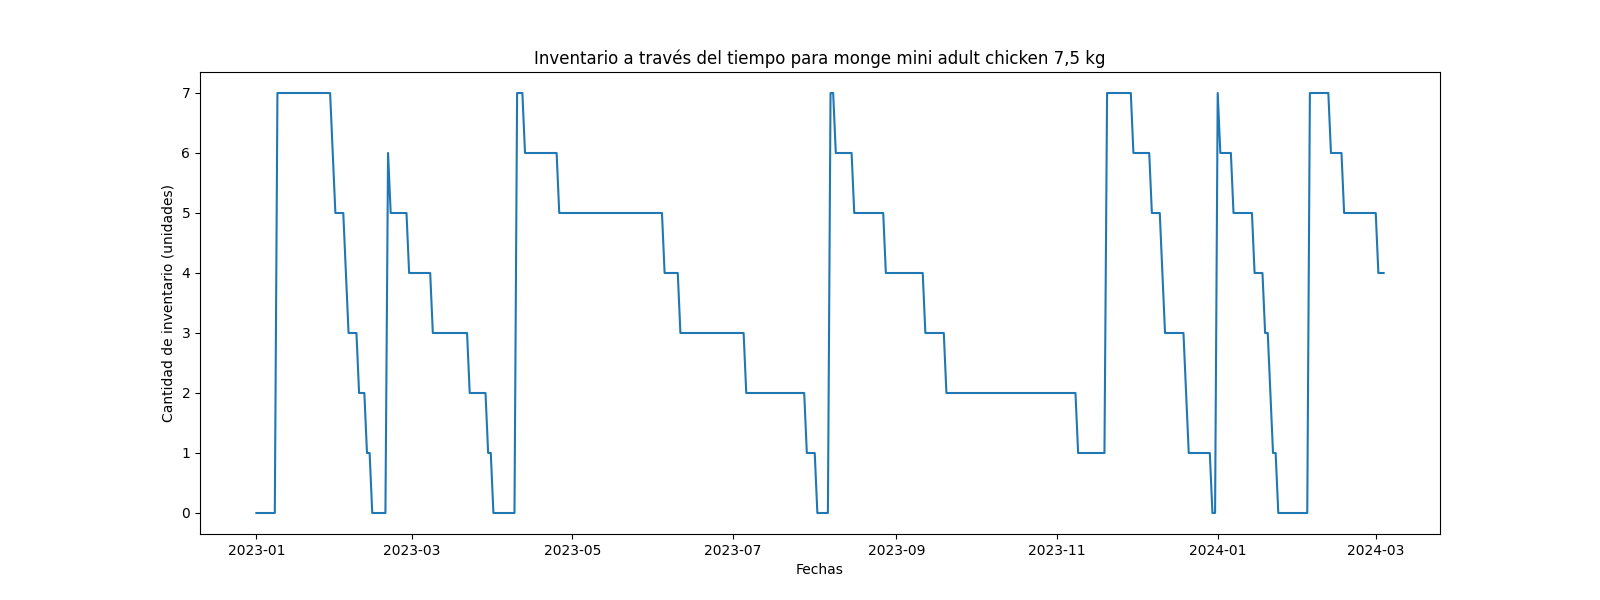 Inventario a través del tiempo para monge mini adult chicken 7,5 kg
Cantidad de inventario (unidades)
7
6
5
4
3
2
1
0
2023-01 2023-03 2023-05 2023-07 2023-09 2023-11 2024-01 2024-03
Fechas